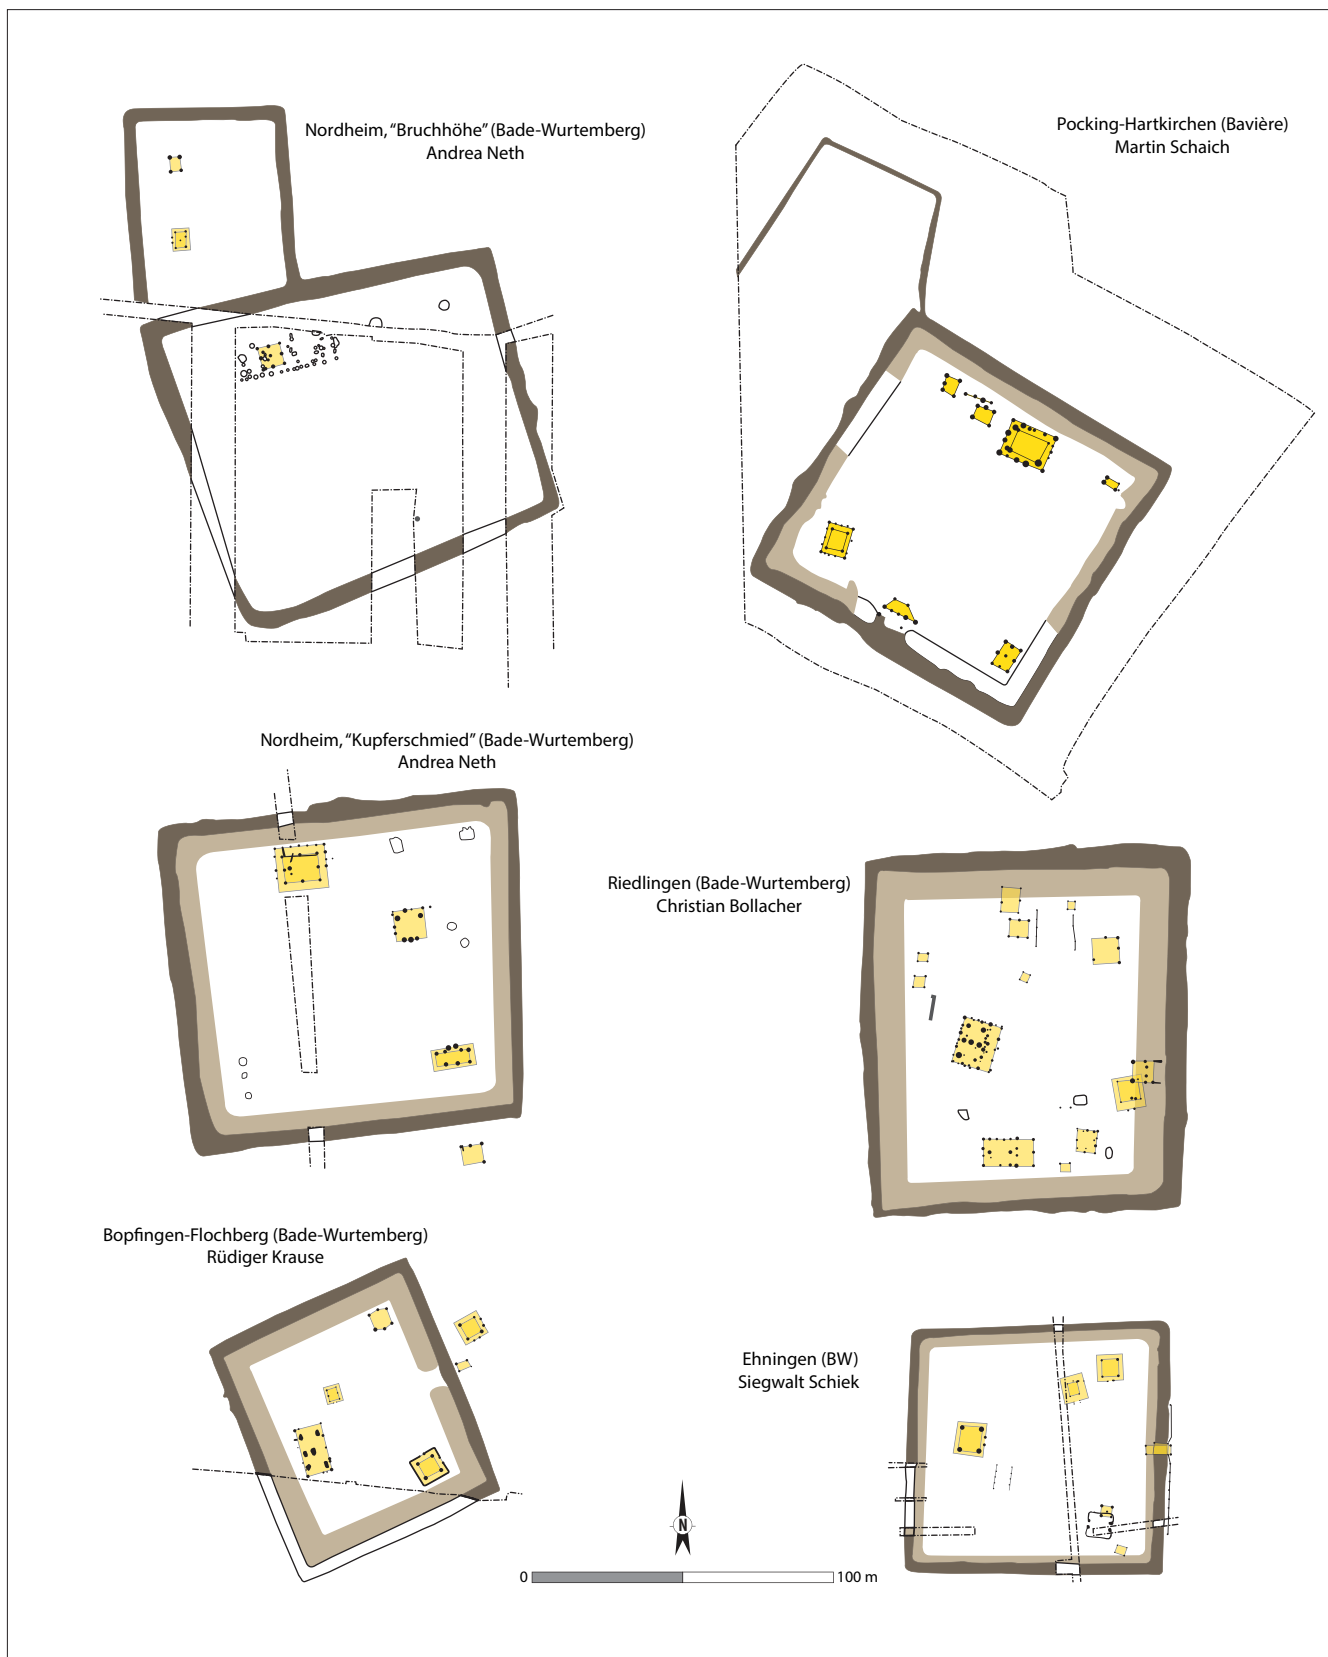 Nordheim, “Bruchhöhe” (Bade-Wurtemberg)
Andrea Neth
Pocking-Hartkirchen (Bavière)
Martin Schaich
Nordheim, “Kupferschmied” (Bade-Wurtemberg)
Andrea Neth
Riedlingen (Bade-Wurtemberg)
Christian Bollacher
Bopfingen-Flochberg (Bade-Wurtemberg)
Rüdiger Krause
Ehningen (BW)
Siegwalt Schiek
N
0 100 m